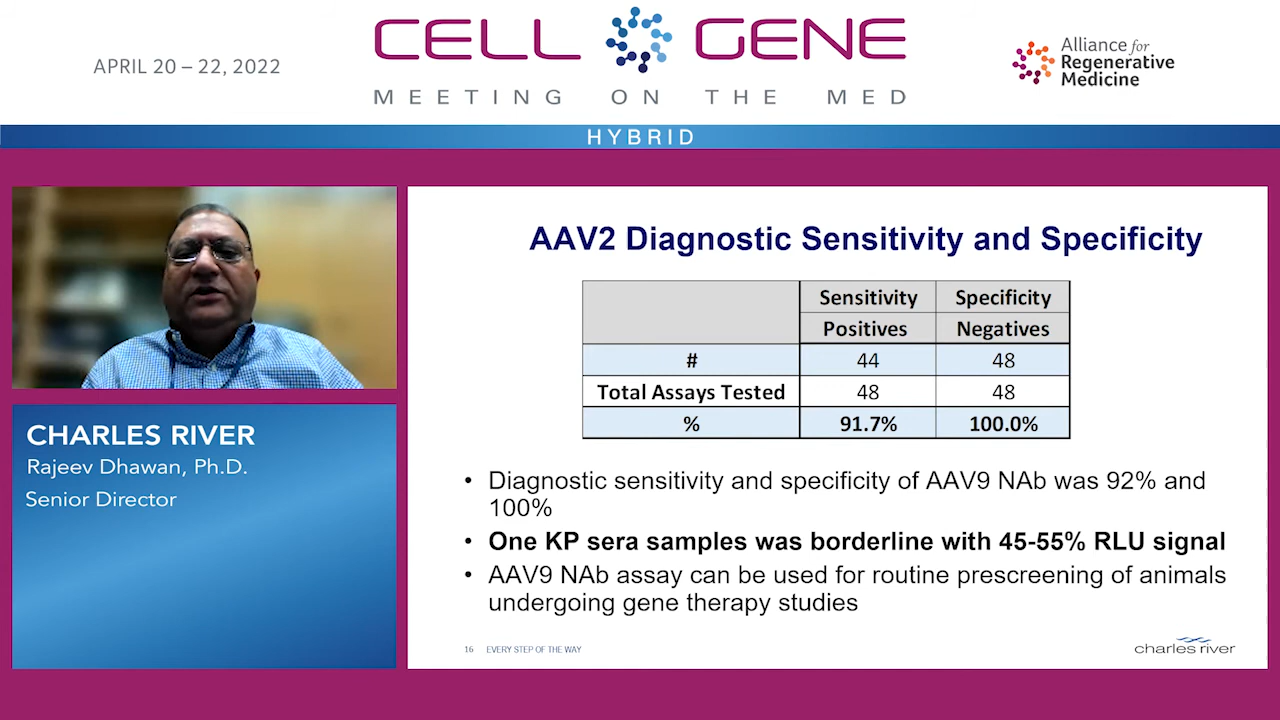 APRIL 20 – 22, 2022
CELL GENE
MEETING ON THE MED
Alliance for
Regenerative
Medicine
HYBRID
CHARLES RIVER
Rajeev Dhawan, Ph.D.
Senior Director
AAV2 Diagnostic Sensitivity and Specificity
Sensitivity Specificity
Positives Negatives
# 44 48
Total Assays Tested 48 48
% 91.7% 100.0%
• Diagnostic sensitivity and specificity of AAV9 NAb was 92% and
100%
• One KP sera samples was borderline with 45-55% RLU signal
• AAV9 NAb assay can be used for routine prescreening of animals
undergoing gene therapy studies
16 EVERY STEP OF THE WAY
charles river